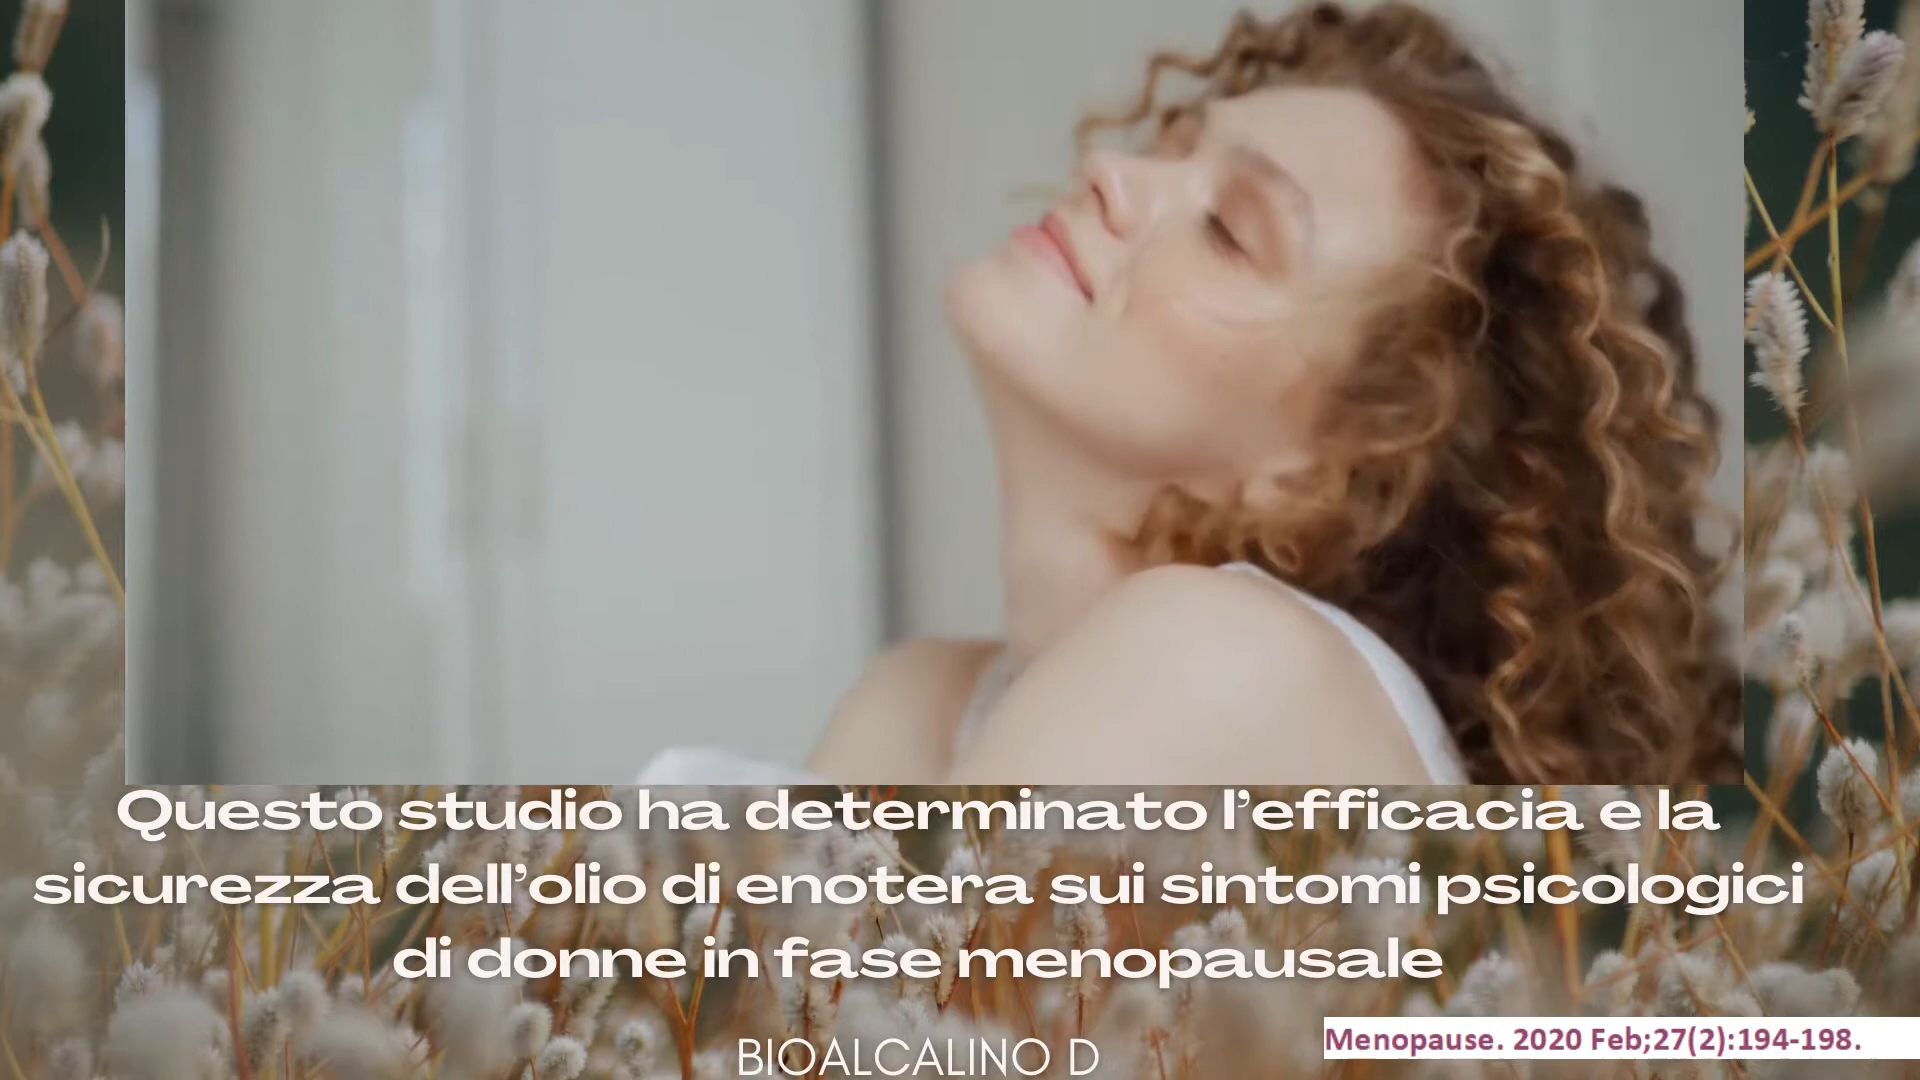 Questo studio ha determinato l’efficacia e la
sicurezza dell’olio di enotera sui sintomi psicologici
di donne in fase menopausale
BIOALCALINO D
Menopause. 2020 Feb;27(2):194-198.